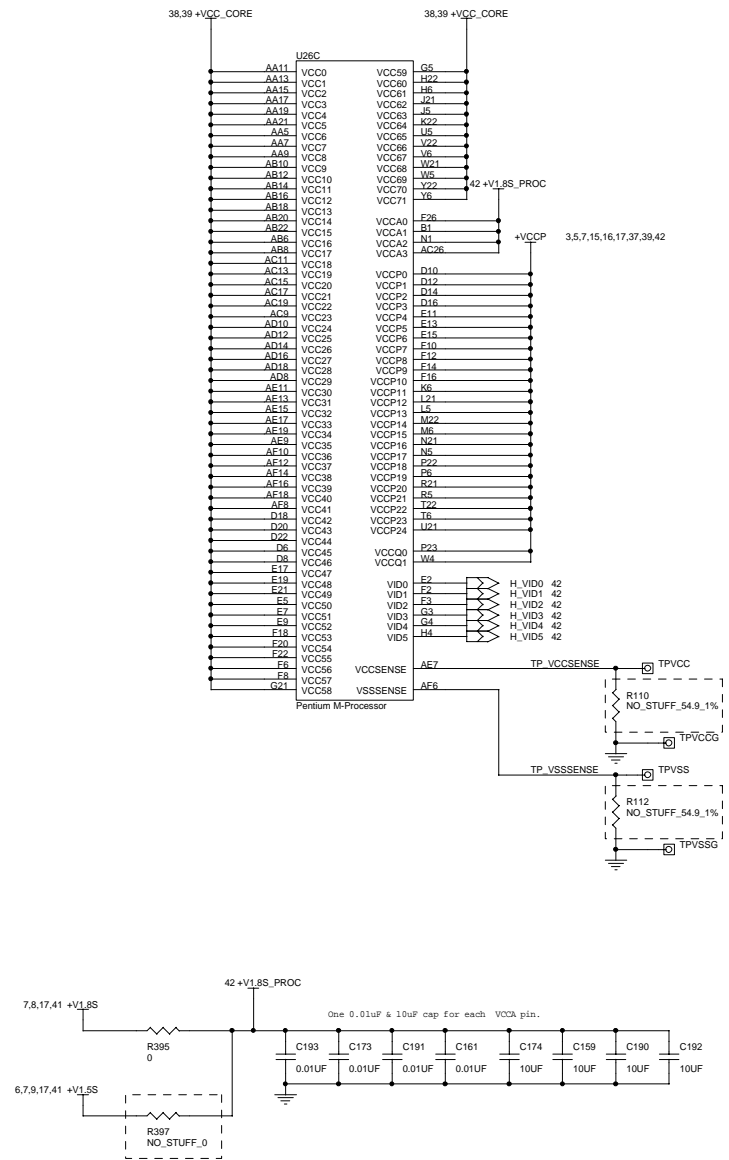 38,39 +VCC_CORE
38,39 +VCC_CORE
U26C
AA11 VCC0 VCC59 G5
AA13 VCC1 VCC60 H22
AA15 VCC2 VCC61 H6
AA17 VCC3 VCC62 J21
AA19 VCC4 VCC63 J5
AA21 VCC5 VCC64 K22
AA5 VCC6 VCC65 U5
AA7 VCC7 VCC66 V22
AA9 VCC8 VCC67 V6
AB10 VCC9 VCC68 W21
AB12 VCC10 VCC69 W5
AB14 VCC11 VCC70 Y22
42 +V1.8S_PROC
AB16 VCC12 VCC71 Y6
AB18 VCC13
AB20 VCC14 VCCA0 F26
AB22 VCC15 VCCA1 B1
AB6 VCC16 VCCA2 N1
+VCCP 3,5,7,15,16,17,37,39,42
AB8 VCC17 VCCA3 AC26
AC11 VCC18
AC13 VCC19 VCCP0 D10
AC15 VCC20 VCCP1 D12
AC17 VCC21 VCCP2 D14
AC19 VCC22 VCCP3 D16
AC9 VCC23 VCCP4 E11
AD10 VCC24 VCCP5 E13
AD12 VCC25 VCCP6 E15
AD14 VCC26 VCCP7 F10
AD16 VCC27 VCCP8 F12
AD18 VCC28 VCCP9 F14
AD8 VCC29 VCCP10 F16
AE11 VCC30 VCCP11 K6
AE13 VCC31 VCCP12 L21
AE15 VCC32 VCCP13 L5
AE17 VCC33 VCCP14 M22
AE19 VCC34 VCCP15 M6
AE9 VCC35 VCCP16 N21
AF10 VCC36 VCCP17 N5
AF12 VCC37 VCCP18 P22
AF14 VCC38 VCCP19 P6
AF16 VCC39 VCCP20 R21
AF18 VCC40 VCCP21 R5
AF8 VCC41 VCCP22 T22
D18 VCC42 VCCP23 T6
D20 VCC43 VCCP24 U21
D22 VCC44
D6 VCC45 VCCQ0 P23
D8 VCC46 VCCQ1 W4
E17 VCC47
E19 VCC48 VID0 E2 H_VID0 42
E21 VCC49 VID1 F2 H_VID1 42
E5 VCC50 VID2 F3 H_VID2 42
E7 VCC51 VID3 G3 H_VID3 42
E9 VCC52 VID4 G4 H_VID4 42
F18 VCC53 VID5 H4 H_VID5 42
F20 VCC54
F22 VCC55
F6 VCC56 VCCSENSE AE7 TP_VCCSENSE TPVCC
F8 VCC57
G21 VCC58 VSSSENSE AF6
Pentium M-Processor
R110
NO_STUFF_54.9_1%
TPVCCG
TP_VSSSENSE TPVSS
R112
NO_STUFF_54.9_1%
TPVSSG
42 +V1.8S_PROC
7,8,17,41 +V1.8S
One 0.01uF & 10uF cap for each VCCA pin.
R395
0
C193
0.01UF
C173
0.01UF
C191
0.01UF
C161
0.01UF
C174
10UF
C159
10UF
C190
10UF
C192
10UF
6,7,9,17,41 +V1.5S
R397
NO_STUFF_0